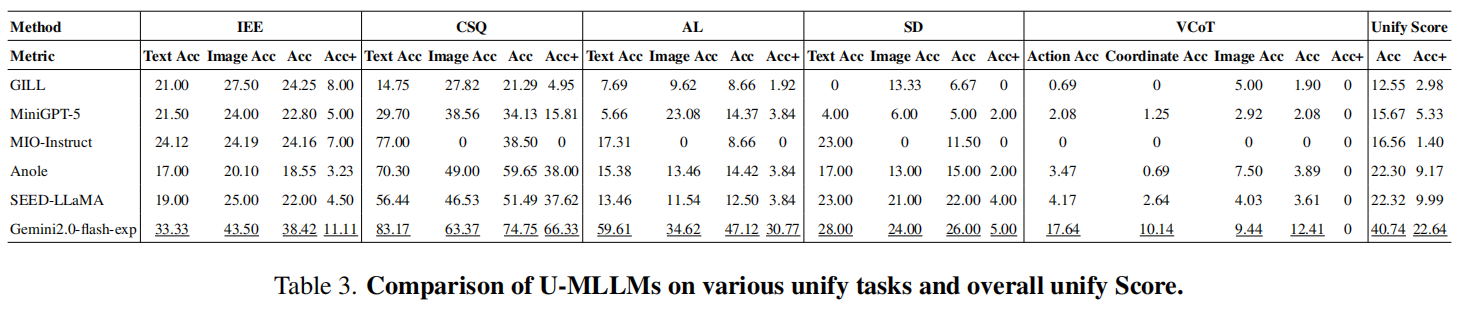 Method IEE CSQ AL SD VCoT Unify Score
Metric Text Acc Image Acc Acc Acc+ Text Acc Image Acc Acc Acc+ Text Acc Image Acc Acc Acc+ Text Acc Image Acc Acc Acc+ Action Acc Coordinate Acc Image Acc Acc Acc+ Acc Acc+
GILL 21.00 27.50 24.25 8.00 14.75 27.82 21.29 4.95 7.69 9.62 8.66 1.92 0 13.33 6.67 0 0.69 0 5.00 1.90 0 12.55 2.98
MiniGPT-5 21.50 24.00 22.80 5.00 29.70 38.56 34.13 15.81 5.66 23.08 14.37 3.84 4.00 6.00 5.00 2.00 2.08 1.25 2.92 2.08 0 15.67 5.33
MIO-Instruct 24.12 24.19 24.16 7.00 77.00 0 38.50 0 17.31 0 8.66 0 23.00 0 11.50 0 0 0 0 0 0 16.56 1.40
Anole 17.00 20.10 18.55 3.23 70.30 49.00 59.65 38.00 15.38 13.46 14.42 3.84 17.00 13.00 15.00 2.00 3.47 0.69 7.50 3.89 0 22.30 9.17
SEED-LLaMA 19.00 25.00 22.00 4.50 56.44 46.53 51.49 37.62 13.46 11.54 12.50 3.84 23.00 21.00 22.00 4.00 4.17 2.64 4.03 3.61 0 22.32 9.99
Gemini2.0-flash-exp 33.33 43.50 38.42 11.11 83.17 63.37 74.75 66.33 59.61 34.62 47.12 30.77 28.00 24.00 26.00 5.00 17.64 10.14 9.44 12.41 0 40.74 22.64
Table 3. Comparison of U-MLLMs on various unify tasks and overall unify Score.